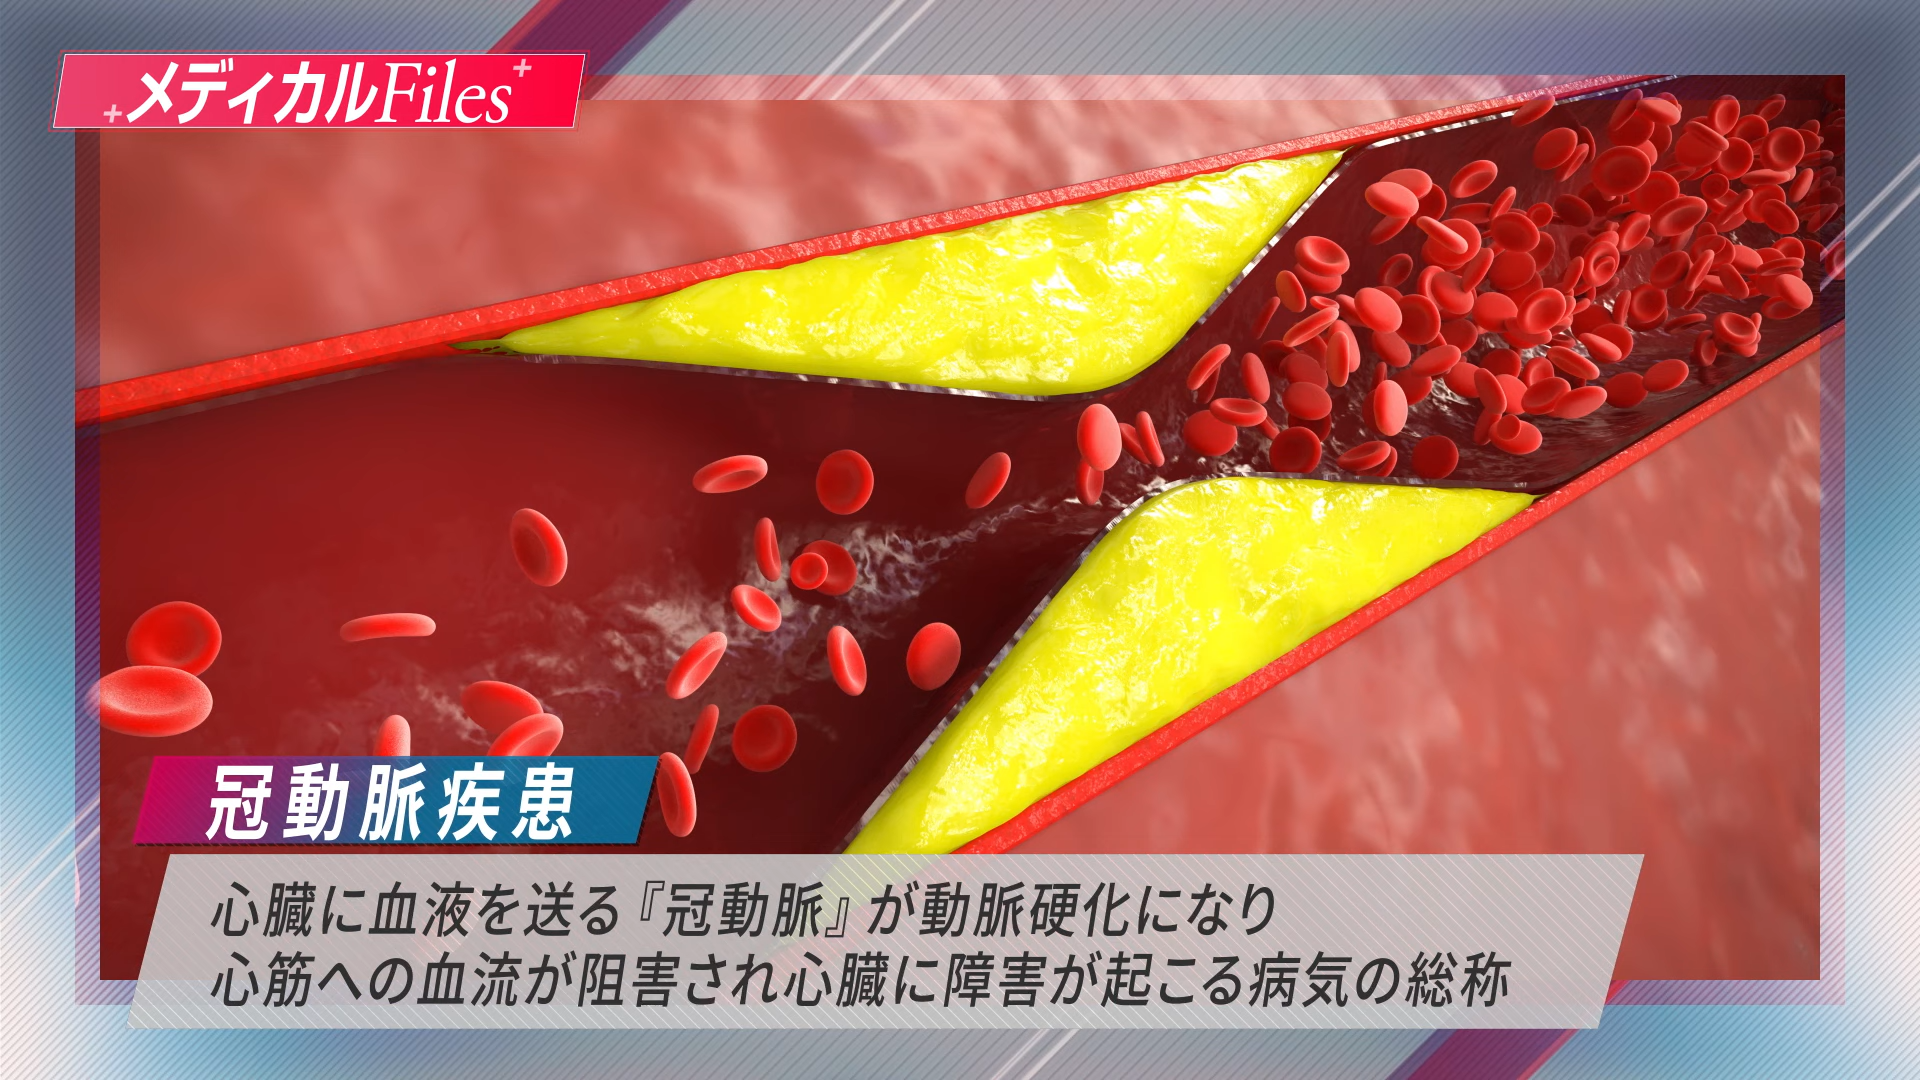 メディカルFiles
冠動脈疾患
心臓に血液を送る『冠動脈』が動脈硬化になり
心筋への血流が阻害され心臓に障害が起こる病気の総称